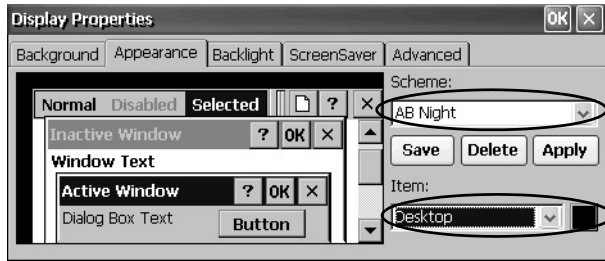 Display Properties OK ×
Background Appearance Backlight ScreenSaver Advanced
Scheme:
Normal Disabled Selected ? ×
AB Night
Inactive Window ? OK ×
Save Delete Apply
Window Text
Active Window ? OK ×
Item:
Dialog Box Text Button
Desktop